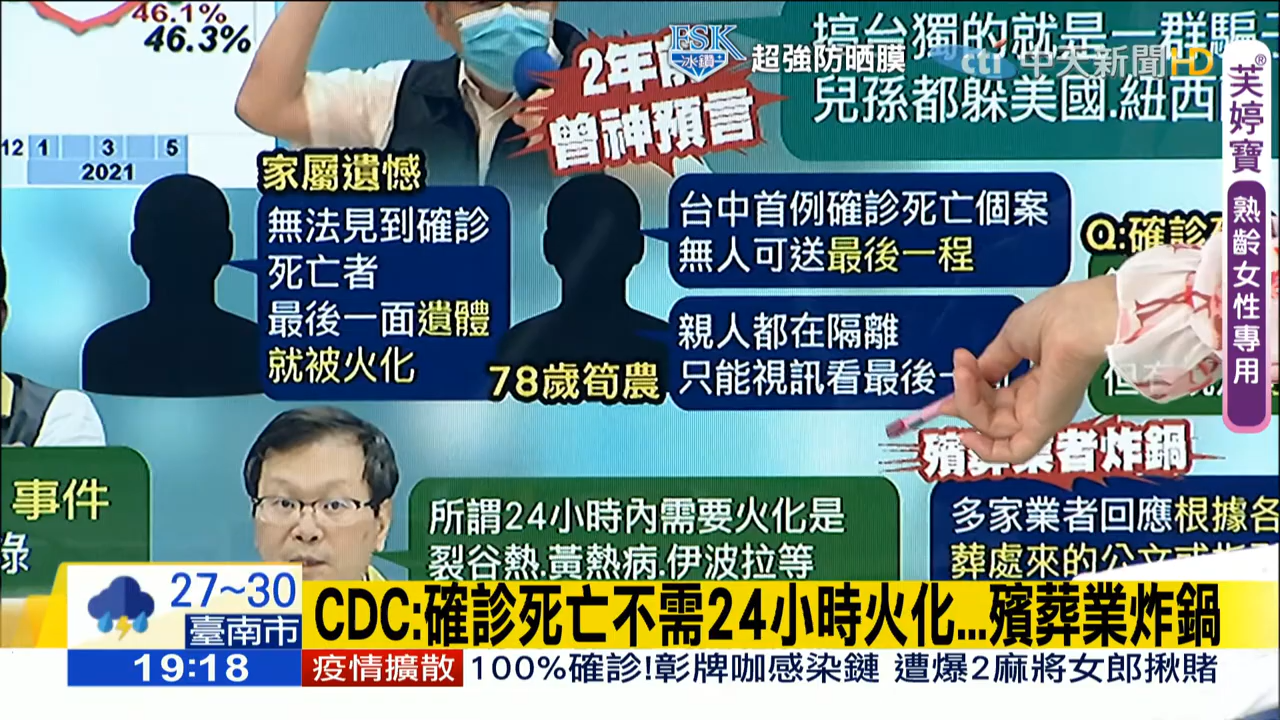 46.1%
46.3%
12 1 3 5
2021
2年
曾神預言
FSK
冰鑽
超強防晒膜
搞台獨的就是一群騙
兒孫都躲美國.紐西
cti 中天新聞HD
芙婷寶®
熟齡女性專用
家屬遺憾
無法見到確診
死亡者
最後一面遺體
就被火化
78歲筍農
台中首例確診死亡個案
無人可送最後一程
親人都在隔離
只能視訊看最後一
Q:確診
但
事件
所謂24小時內需要火化是
裂谷熱.黃熱病.伊波拉等
殯葬業者炸鍋
多家業者回應根據各
葬處來的公文或指
27~30
臺南市
19:18
CDC:確診死亡不需24小時火化...殯葬業炸鍋
疫情擴散
100%確診!彰牌咖感染鏈 遭爆2麻將女郎揪賭